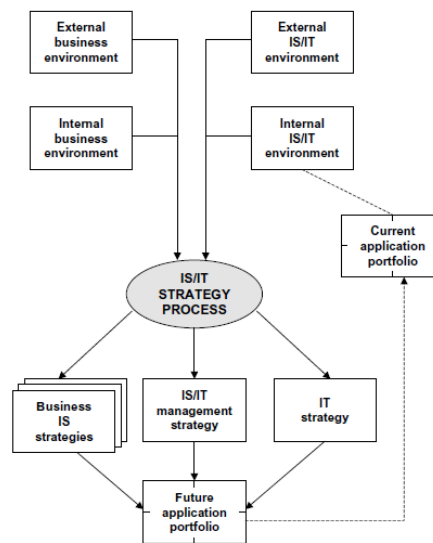 External
business
environment
External
IS/IT
environment
Internal
business
environment
Internal
IS/IT
environment
Current
application
portfolio
IS/IT
STRATEGY
PROCESS
Business
IS
strategies
IS/IT
management
strategy
IT
strategy
Future
application
portfolio